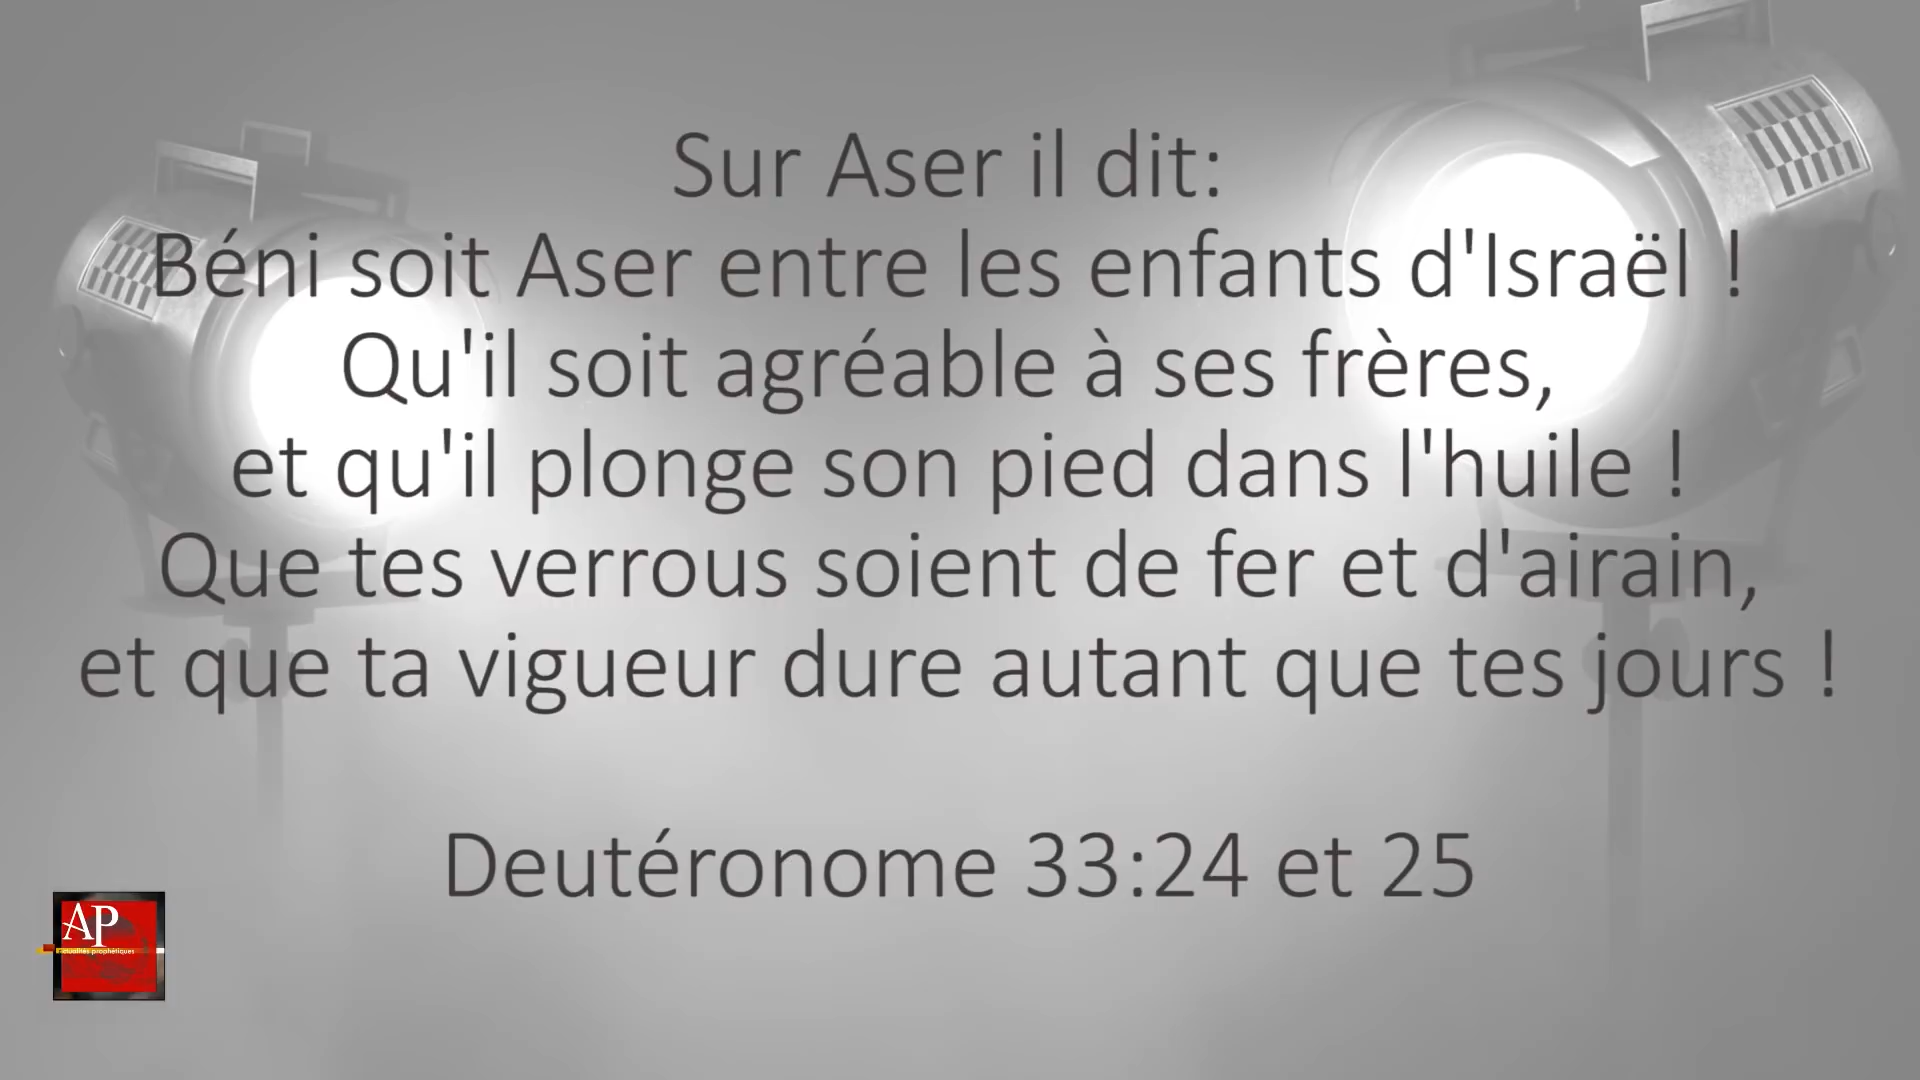 Sur Aser il dit:
Béni soit Aser entre les enfants d'Israël !
Qu'il soit agréable à ses frères,
et qu'il plonge son pied dans l'huile !
Que tes verrous soient de fer et d'airain,
et que ta vigueur dure autant que tes jours !
Deutéronome 33:24 et 25
AP
Actualités prophétiques